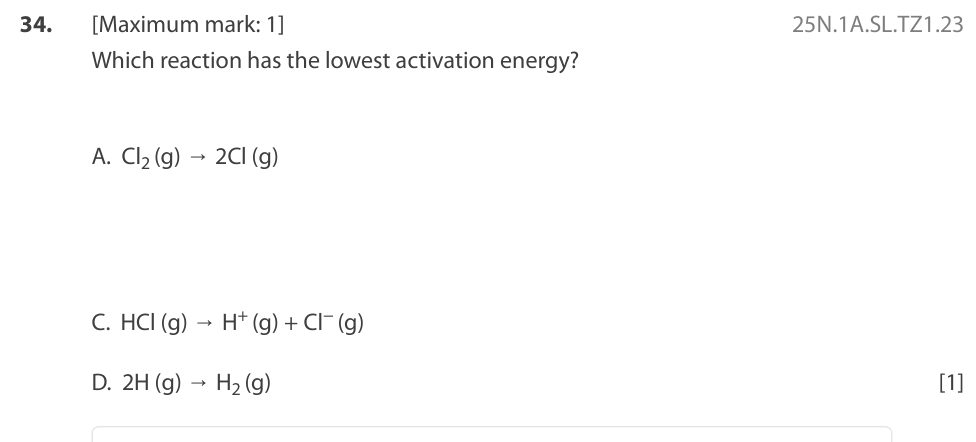 34. [Maximum mark: 1] 25N.1A.SL.TZ1.23
Which reaction has the lowest activation energy?
A. Cl₂ (g) → 2Cl (g)
C. HCl (g) → H⁺ (g) + Cl⁻ (g)
D. 2H (g) → H₂ (g) [1]